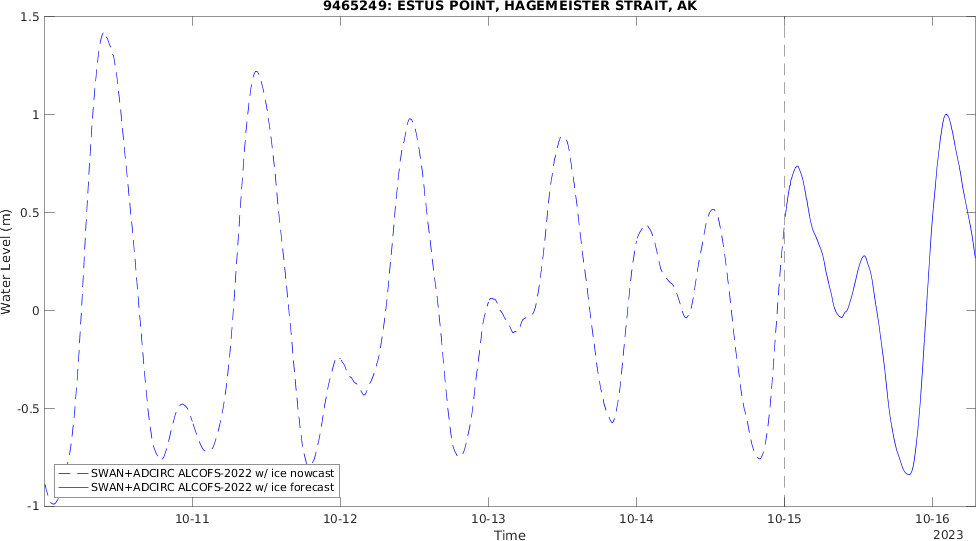 9465249: ESTUS POINT, HAGEMEISTER STRAIT, AK
1.5
1
0.5
0
-0.5
-1
Water Level (m)
SWAN+ADCIRC ALCOFS-2022 w/ ice nowcast
SWAN+ADCIRC ALCOFS-2022 w/ ice forecast
10-11 10-12 10-13 10-14 10-15 10-16
Time
2023